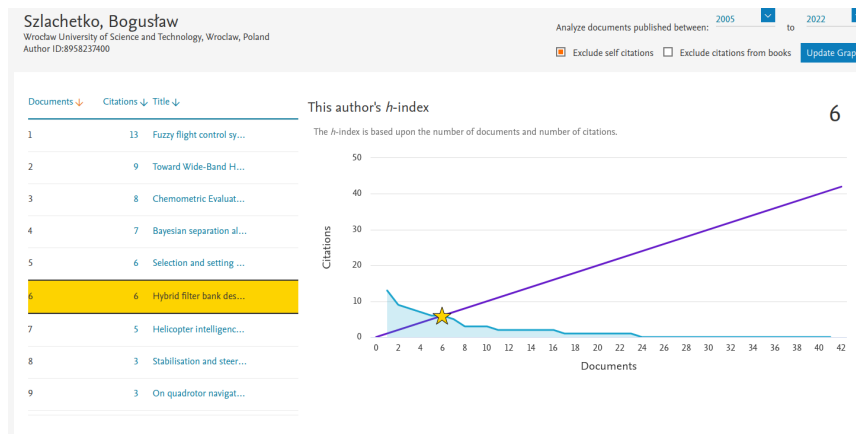 Szlachetko, Bogusław
Wrocław University of Science and Technology, Wroclaw, Poland
Author ID:8958237400
Analyze documents published between: 2005 to 2022
Exclude self citations Exclude citations from books Update Grap
Documents Citations Title
1 13 Fuzzy flight control sy...
2 9 Toward Wide-Band H...
3 8 Chemometric Evaluat...
4 7 Bayesian separation al...
5 6 Selection and setting ...
6 6 Hybrid filter bank des...
7 5 Helicopter intelligenc...
8 3 Stabilisation and steer...
9 3 On quadrotor navigat...
This author's h-index
6
The h-index is based upon the number of documents and number of citations.
50
40
30
20
10
0
Citations
0 2 4 6 8 10 11 12 14 16 18 20 22 24 26 28 30 32 34 36 38 40 42
Documents